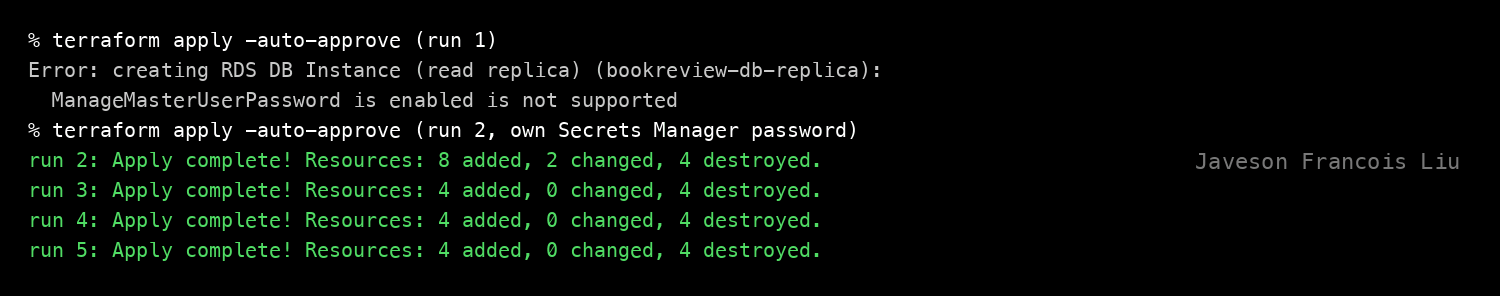 % terraform apply -auto-approve (run 1)
Error: creating RDS DB Instance (read replica) (bookreview-db-replica):
  ManageMasterUserPassword is enabled is not supported
% terraform apply -auto-approve (run 2, own Secrets Manager password)
run 2: Apply complete! Resources: 8 added, 2 changed, 4 destroyed.
Javeson Francois Liu
run 3: Apply complete! Resources: 4 added, 0 changed, 4 destroyed.
run 4: Apply complete! Resources: 4 added, 0 changed, 4 destroyed.
run 5: Apply complete! Resources: 4 added, 0 changed, 4 destroyed.